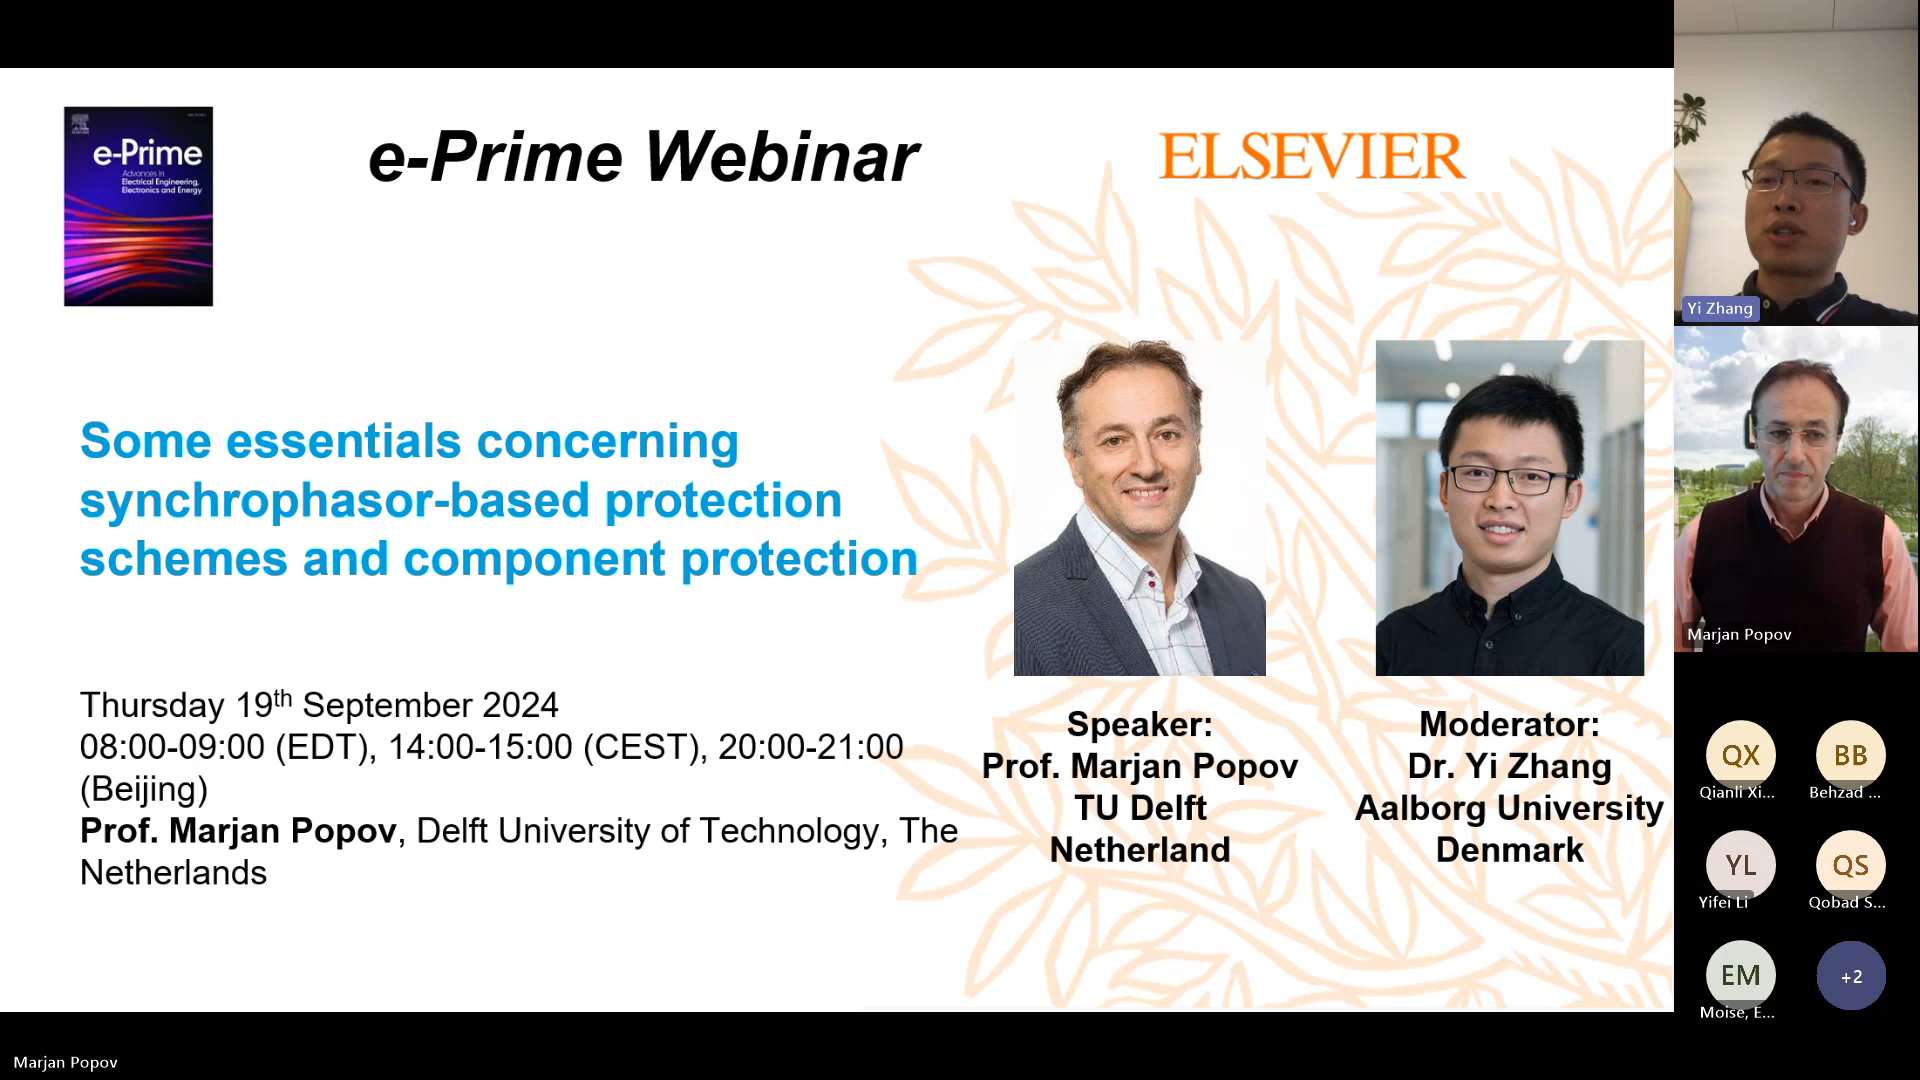 e-Prime
Advances in
Electrical Engineering,
Electronics and Energy
e-Prime Webinar
ELSEVIER
Some essentials concerning
synchrophasor-based protection
schemes and component protection
Thursday 19th September 2024
08:00-09:00 (EDT), 14:00-15:00 (CEST), 20:00-21:00
(Beijing)
Prof. Marjan Popov, Delft University of Technology, The
Netherlands
Speaker:
Prof. Marjan Popov
TU Delft
Netherland
Moderator:
Dr. Yi Zhang
Aalborg University
Denmark
Yi Zhang
Marjan Popov
QX
Qianli Xi...
BB
Behzad ...
YL
Yifei Li
QS
Qobad S...
EM
Moise, E...
+2
Marjan Popov